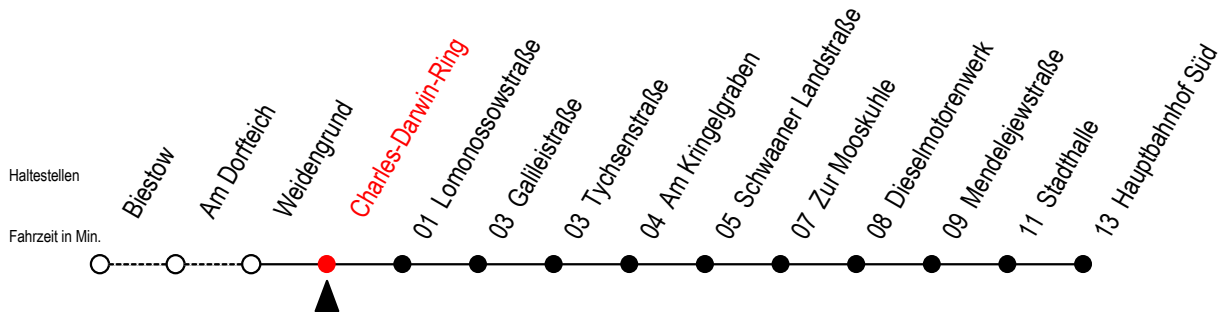 Haltestellen
Fahrzeit in Min.
Biestow
Am Dorfteich
Weidengrund
Charles-Darwin-Ring
01 Lomonossowstraße
03 Galileistraße
03 Tychsenstraße
04 Am Kringelgraben
05 Schwaaner Landstraße
07 Zur Mooskuhle
08 Dieselmotorenwerk
09 Mendelejewstraße
11 Stadthalle
13 Hauptbahnhof Süd